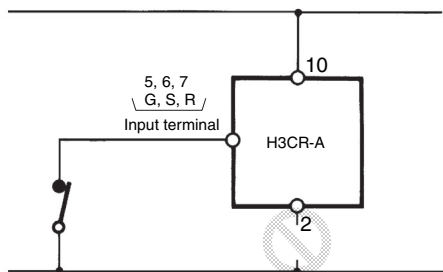 10
5, 6, 7
G, S, R
Input terminal
H3CR-A
2